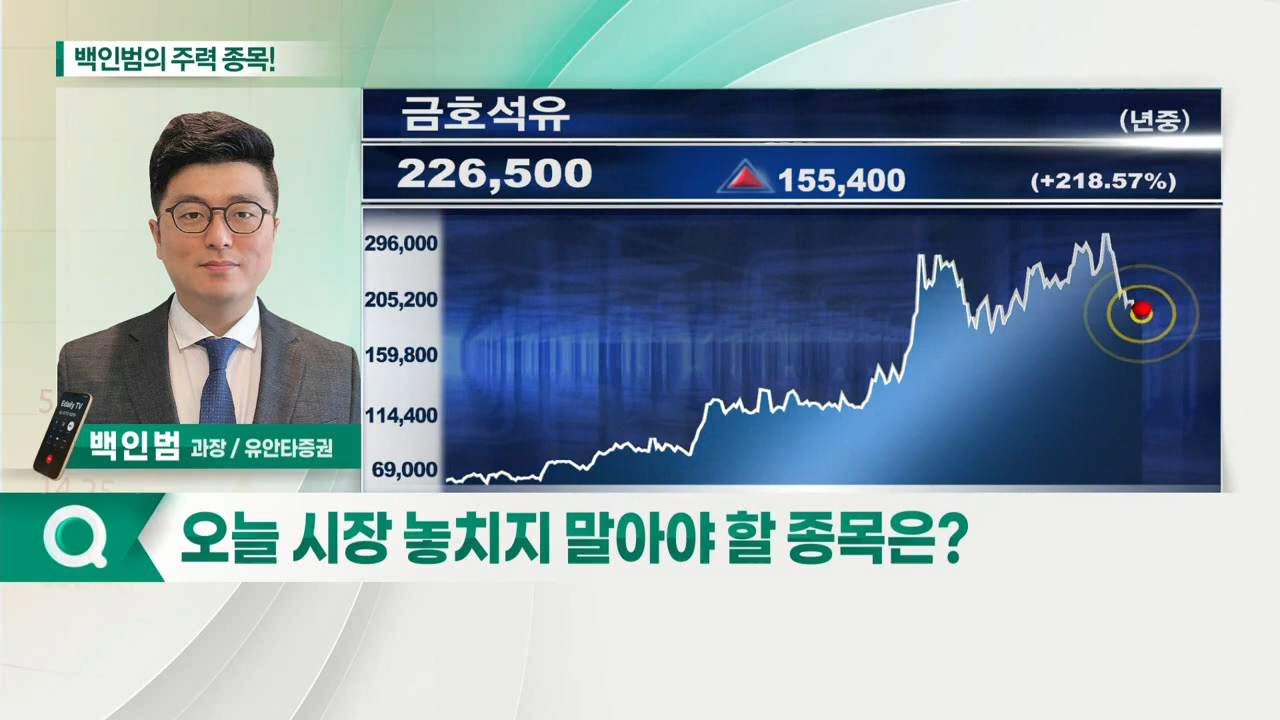 백인범의 주력 종목!
금호석유
(년중)
226,500 155,400 (+218.57%)
296,000
205,200
159,800
114,400
69,000
Edaily TV
백인범 과장 / 유안타증권
Q 오늘 시장 놓치지 말아야 할 종목은?